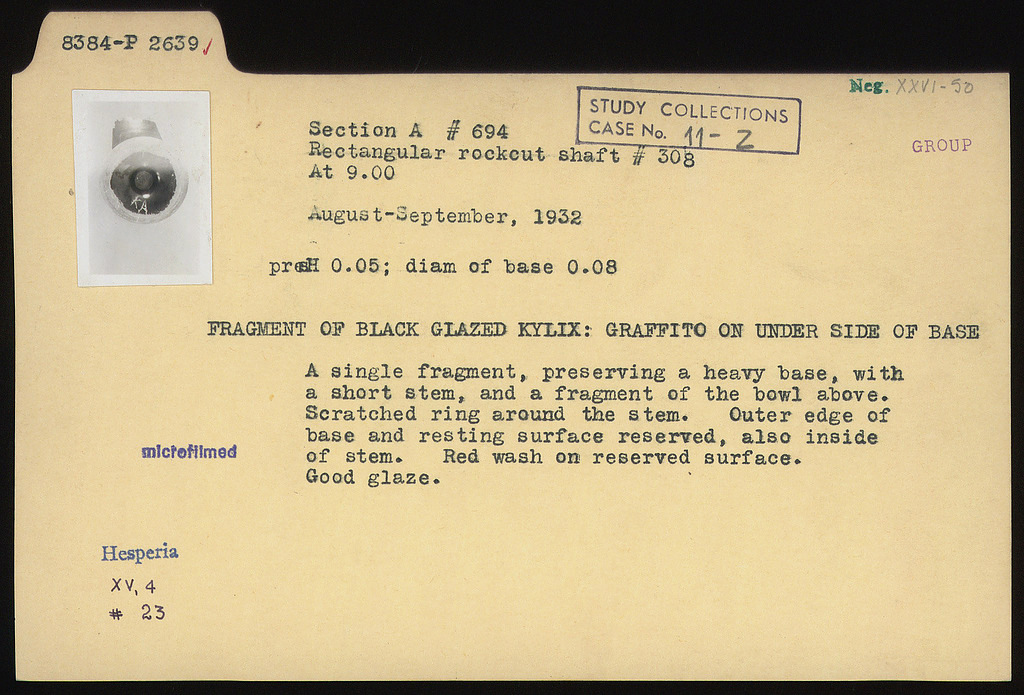 8384-P 2639
Neg. XXVI-50
STUDY COLLECTIONS
CASE No. 11-Z
GROUP
Section A # 694
Rectangular rockcut shaft # 308
At 9.00
August-September, 1932
presH 0.05; diam of base 0.08
FRAGMENT OF BLACK GLAZED KYLIX: GRAFFITO ON UNDER SIDE OF BASE
A single fragment, preserving a heavy base, with
a short stem, and a fragment of the bowl above.
Scratched ring around the stem. Outer edge of
base and resting surface reserved, also inside
of stem. Red wash on reserved surface.
Good glaze.
microfilmed
Hesperia
XV, 4
# 23